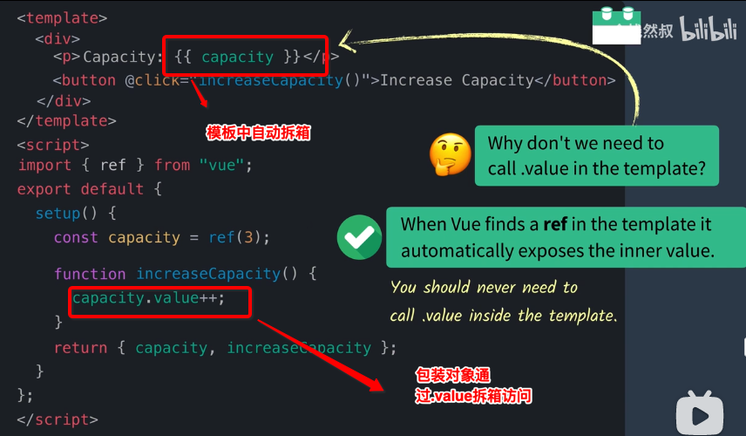 <template>
<div>
<p>Capacity: {{ capacity }}</p>
<button @click="increaseCapacity()">Increase Capacity</button>
</div>
</template>
模板中自动拆箱
<script>
import { ref } from "vue";
export default {
setup() {
const capacity = ref(3);
function increaseCapacity() {
capacity.value++;
}
return { capacity, increaseCapacity };
}
};
</script>
然叔 bilibili
Why don't we need to
call .value in the template?
When Vue finds a ref in the template it
automatically exposes the inner value.
You should never need to
call .value inside the template.
包装对象通
过.value拆箱访问